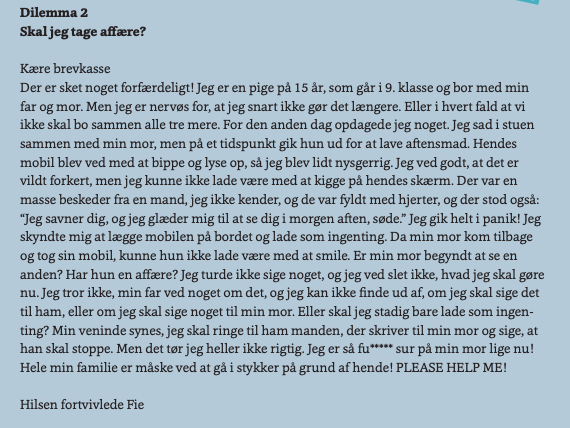 Dilemma 2
Skal jeg tage affære?
Kære brevkasse
Der er sket noget forfærdeligt! Jeg er en pige på 15 år, som går i 9. klasse og bor med min
far og mor. Men jeg er nervøs for, at jeg snart ikke gør det længere. Eller i hvert fald at vi
ikke skal bo sammen alle tre mere. For den anden dag opdagede jeg noget. Jeg sad i stuen
sammen med min mor, men på et tidspunkt gik hun ud for at lave aftensmad. Hendes
mobil blev ved med at bippe og lyse op, så jeg blev lidt nysgerrig. Jeg ved godt, at det er
vildt forkert, men jeg kunne ikke lade være med at kigge på hendes skærm. Der var en
masse beskeder fra en mand, jeg ikke kender, og de var fyldt med hjerter, og der stod også:
“Jeg savner dig, og jeg glæder mig til at se dig i morgen aften, søde.” Jeg gik helt i panik! Jeg
skyndte mig at lægge mobilen på bordet og lade som ingenting. Da min mor kom tilbage
og tog sin mobil, kunne hun ikke lade være med at smile. Er min mor begyndt at se en
anden? Har hun en affære? Jeg turde ikke sige noget, og jeg ved slet ikke, hvad jeg skal gøre
nu. Jeg tror ikke, min far ved noget om det, og jeg kan ikke finde ud af, om jeg skal sige det
til ham, eller om jeg skal sige noget til min mor. Eller skal jeg stadig bare lade som ingen-
ting? Min veninde synes, jeg skal ringe til ham manden, der skriver til min mor og sige, at
han skal stoppe. Men det tør jeg heller ikke rigtig. Jeg er så fu***** sur på min mor lige nu!
Hele min familie er måske ved at gå i stykker på grund af hende! PLEASE HELP ME!
Hilsen fortvivlede Fie